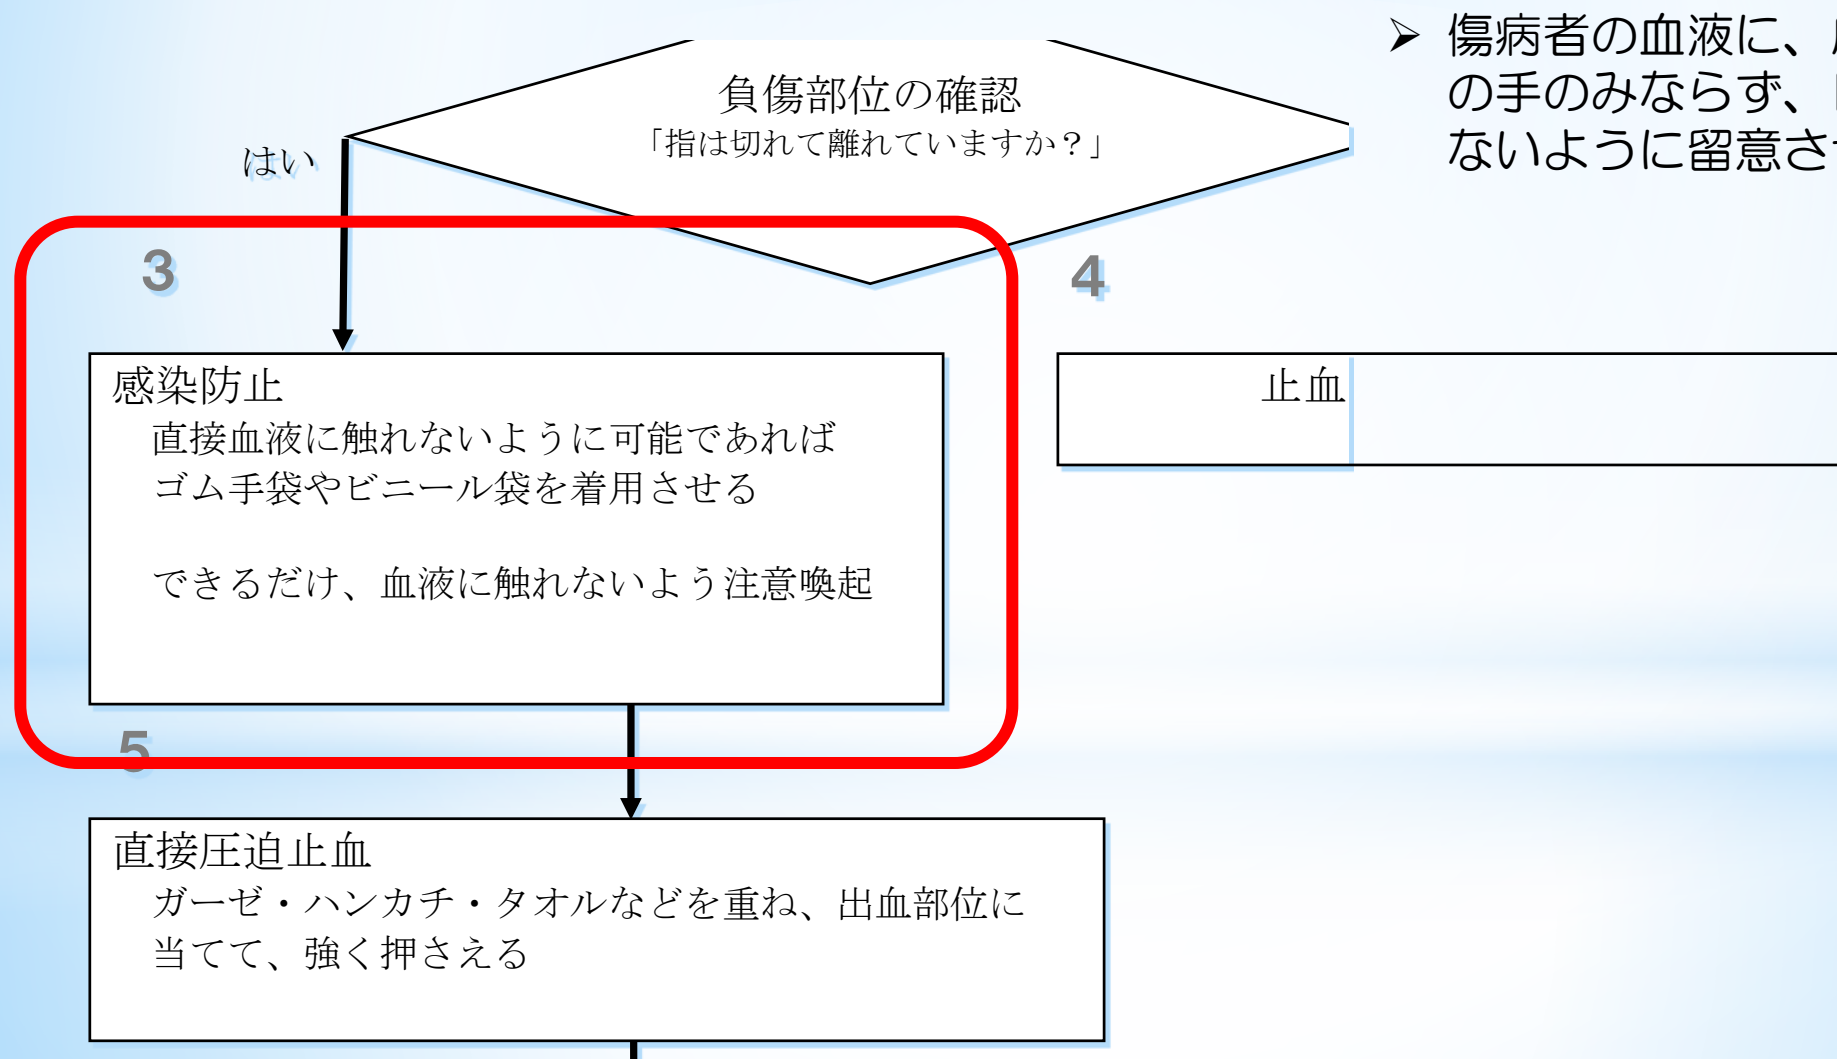 傷病者の血液に、
の手のみならず、
ないように留意さ
負傷部位の確認
「指は切れて離れていますか？」
はい
3
4
感染防止
直接血液に触れないように可能であれば
ゴム手袋やビニール袋を着用させる
できるだけ、血液に触れないよう注意喚起
止血
5
直接圧迫止血
ガーゼ・ハンカチ・タオルなどを重ね、出血部位に
当てて、強く押さえる